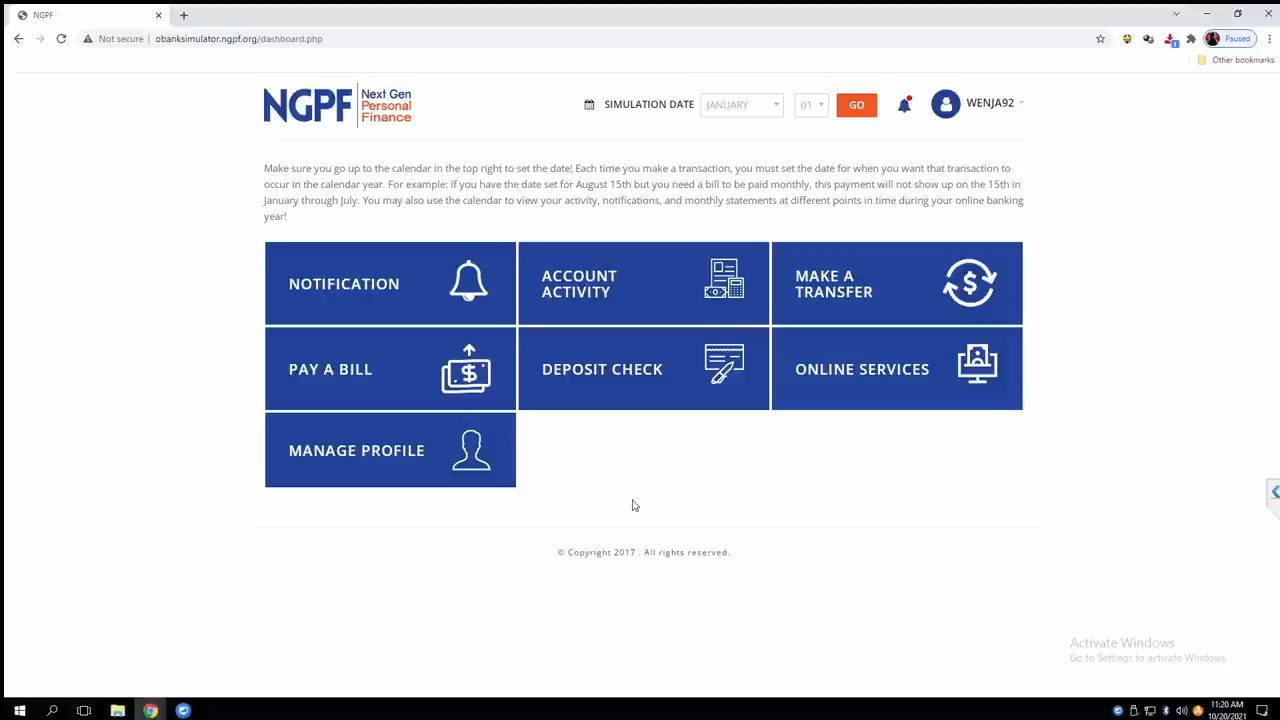 NGPF
Not secure
obanksimulator.ngpf.org/dashboard.php
Paused
Other bookmarks
NGPF
Next Gen
Personal
Finance
SIMULATION DATE
JANUARY
01
GO
WENJA92
Make sure you go up to the calendar in the top right to set the date! Each time you make a transaction, you must set the date for when you want that transaction to
occur in the calendar year. For example: if you have the date set for August 15th but you need a bill to be paid monthly, this payment will not show up on the 15th in
January through July. You may also use the calendar to view your activity, notifications, and monthly statements at different points in time during your online banking
year!
NOTIFICATION
ACCOUNT
ACTIVITY
MAKE A
TRANSFER
PAY A BILL
DEPOSIT CHECK
ONLINE SERVICES
MANAGE PROFILE
© Copyright 2017 . All rights reserved.
Activate Windows
Go to Settings to activate Windows.
11:20 AM
10/20/2021